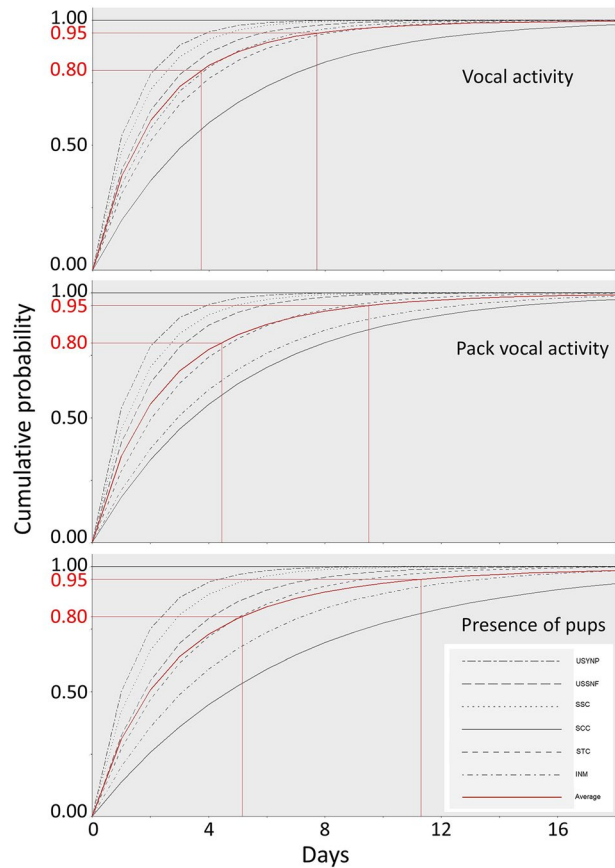 1.00
0.95
0.80
0.50
0.00
Vocal activity
1.00
0.95
0.80
0.50
0.00
Pack vocal activity
1.00
0.95
0.80
0.50
0.00
Presence of pups
USYNP
USSNF
SSC
SCC
STC
INM
Average
Cumulative probability
0 4 8 12 16
Days